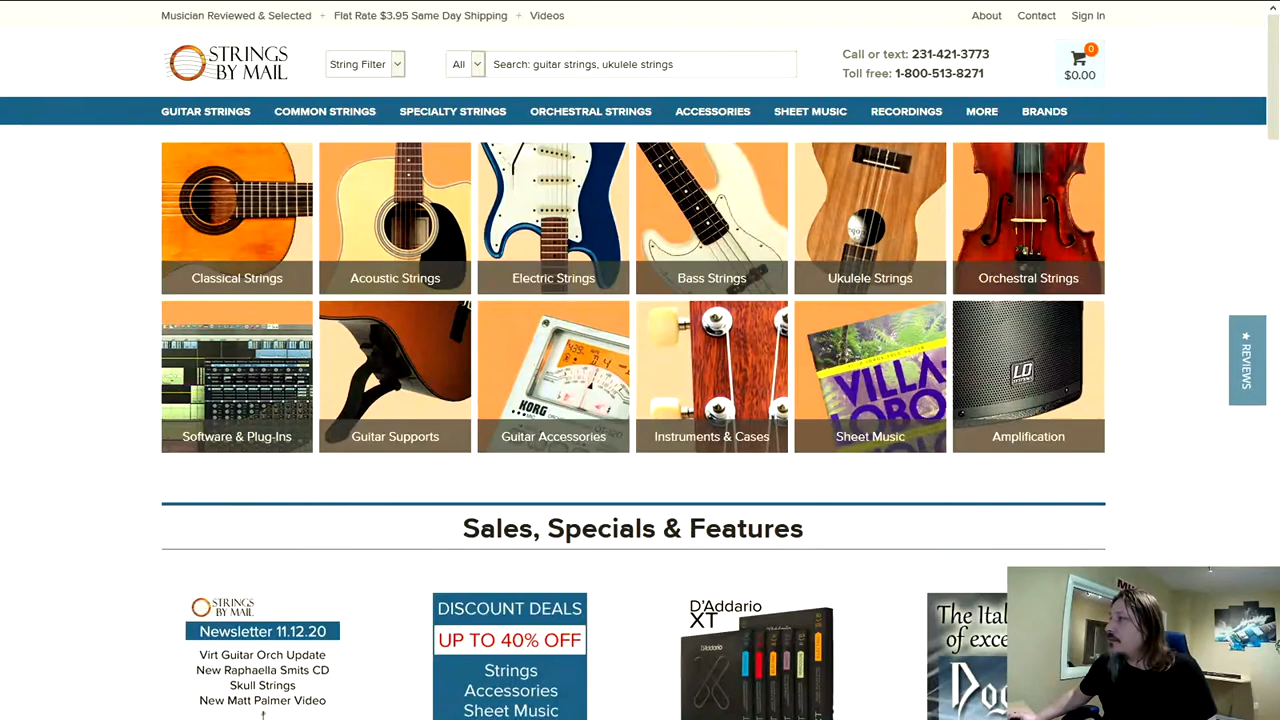 Musician Reviewed & Selected + Flat Rate $3.95 Same Day Shipping + Videos
About Contact Sign In
STRINGS BY MAIL
String Filter
All
Search: guitar strings, ukulele strings
Call or text: 231-421-3773
Toll free: 1-800-513-8271
0
$0.00
GUITAR STRINGS COMMON STRINGS SPECIALTY STRINGS ORCHESTRAL STRINGS ACCESSORIES SHEET MUSIC RECORDINGS MORE BRANDS
Classical Strings
Acoustic Strings
Electric Strings
Bass Strings
Ukulele Strings
Orchestral Strings
KORG
VILLA
LOBO
LD
Software & Plug-Ins
Guitar Supports
Guitar Accessories
Instruments & Cases
Sheet Music
Amplification
★ REVIEWS
Sales, Specials & Features
STRINGS BY MAIL
Newsletter 11.12.20
Virt Guitar Orch Update
New Raphaella Smits CD
Skull Strings
New Matt Palmer Video
DISCOUNT DEALS
UP TO 40% OFF
Strings
Accessories
Sheet Music
D'Addario
XT
The Ital
of exce
Dog